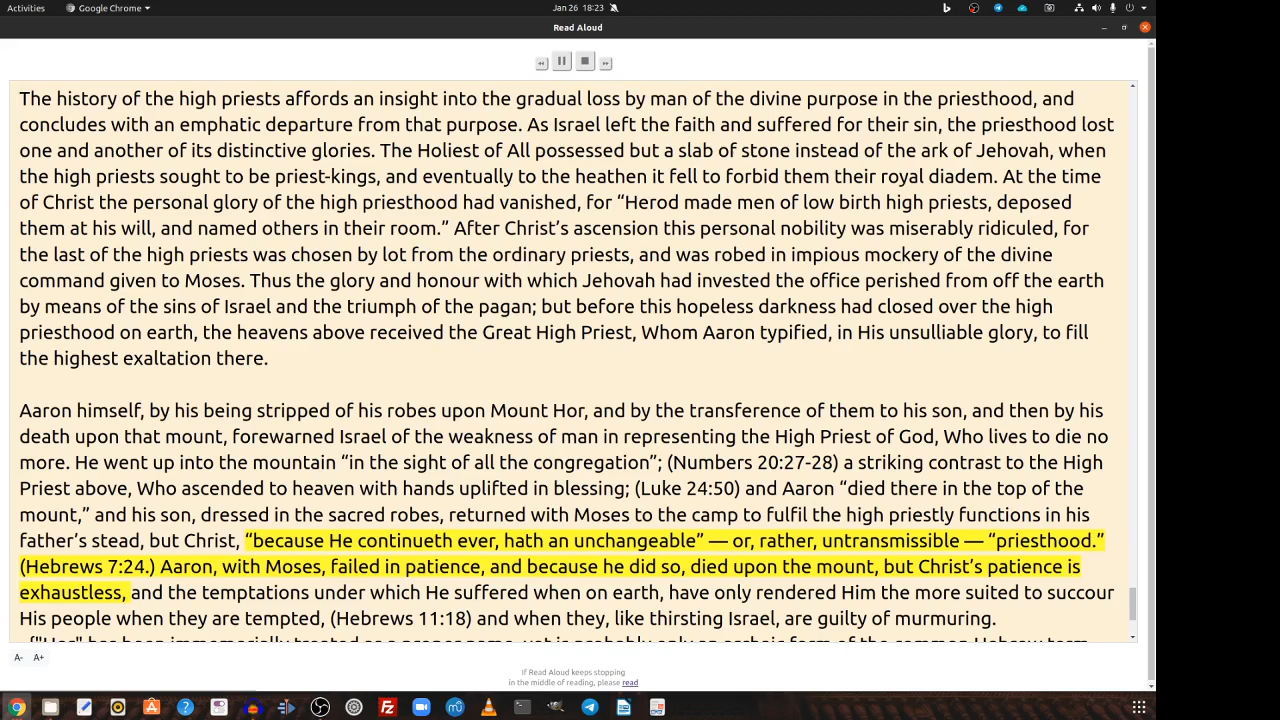 Activities
Google Chrome
Jan 26 18:23
Read Aloud
The history of the high priests affords an insight into the gradual loss by man of the divine purpose in the priesthood, and
concludes with an emphatic departure from that purpose. As Israel left the faith and suffered for their sin, the priesthood lost
one and another of its distinctive glories. The Holiest of All possessed but a slab of stone instead of the ark of Jehovah, when
the high priests sought to be priest-kings, and eventually to the heathen it fell to forbid them their royal diadem. At the time
of Christ the personal glory of the high priesthood had vanished, for “Herod made men of low birth high priests, deposed
them at his will, and named others in their room.” After Christ’s ascension this personal nobility was miserably ridiculed, for
the last of the high priests was chosen by lot from the ordinary priests, and was robed in impious mockery of the divine
command given to Moses. Thus the glory and honour with which Jehovah had invested the office perished from off the earth
by means of the sins of Israel and the triumph of the pagan; but before this hopeless darkness had closed over the high
priesthood on earth, the heavens above received the Great High Priest, Whom Aaron typified, in His unsulliable glory, to fill
the highest exaltation there.
Aaron himself, by his being stripped of his robes upon Mount Hor, and by the transference of them to his son, and then by his
death upon that mount, forewarned Israel of the weakness of man in representing the High Priest of God, Who lives to die no
more. He went up into the mountain “in the sight of all the congregation”; (Numbers 20:27-28) a striking contrast to the High
Priest above, Who ascended to heaven with hands uplifted in blessing; (Luke 24:50) and Aaron “died there in the top of the
mount,” and his son, dressed in the sacred robes, returned with Moses to the camp to fulfil the high priestly functions in his
father’s stead, but Christ, “because He continueth ever, hath an unchangeable” — or, rather, untransmissible — “priesthood.”
(Hebrews 7:24.) Aaron, with Moses, failed in patience, and because he did so, died upon the mount, but Christ’s patience is
exhaustless, and the temptations under which He suffered when on earth, have only rendered Him the more suited to succour
His people when they are tempted, (Hebrews 11:18) and when they, like thirsting Israel, are guilty of murmuring.
{"Hor" has been immemorially treated as a proper name, yet is probably only an archaic form of the common Hebrew term
A- A+
If Read Aloud keeps stopping
in the middle of reading, please read